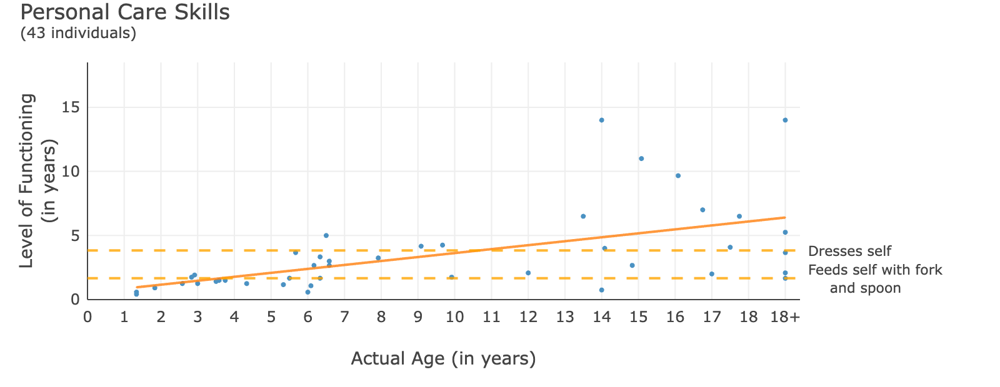 Personal Care Skills
(43 individuals)
Level of Functioning
(in years)
15
10
5
0
0 1 2 3 4 5 6 7 8 9 10 11 12 13 14 15 16 17 18 18+
Actual Age (in years)
Dresses self
Feeds self with fork
and spoon